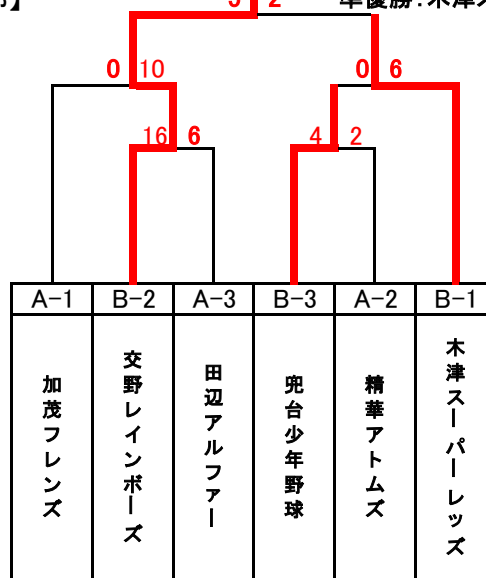 】
2
準優勝:木津
0 10
0 6
16 6
4 2
A-1 B-2 A-3 B-3 A-2 B-1
加茂フレンズ
交野レインボーズ
田辺アルファー
兜台少年野球
精華アトムズ
木津スーパーレッズ